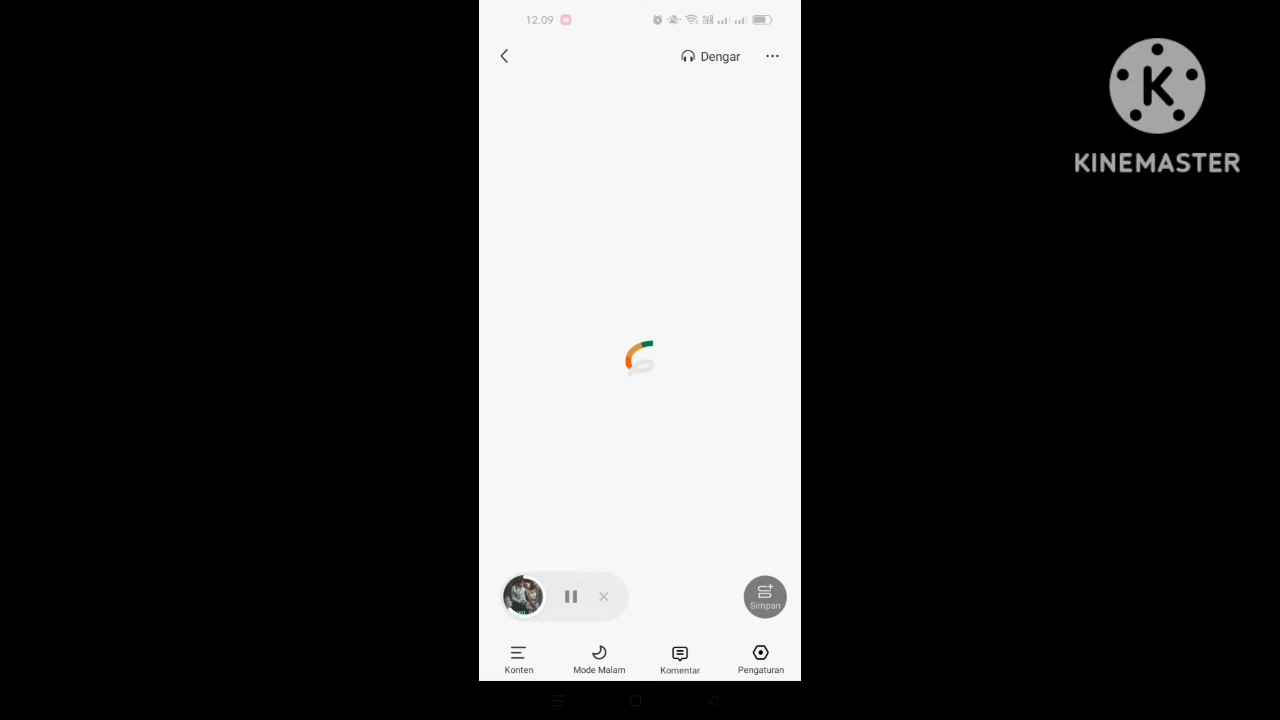 12.09
Dengar
K
KINEMASTER
Simpan
Konten
Mode Malam
Komentar
Pengaturan